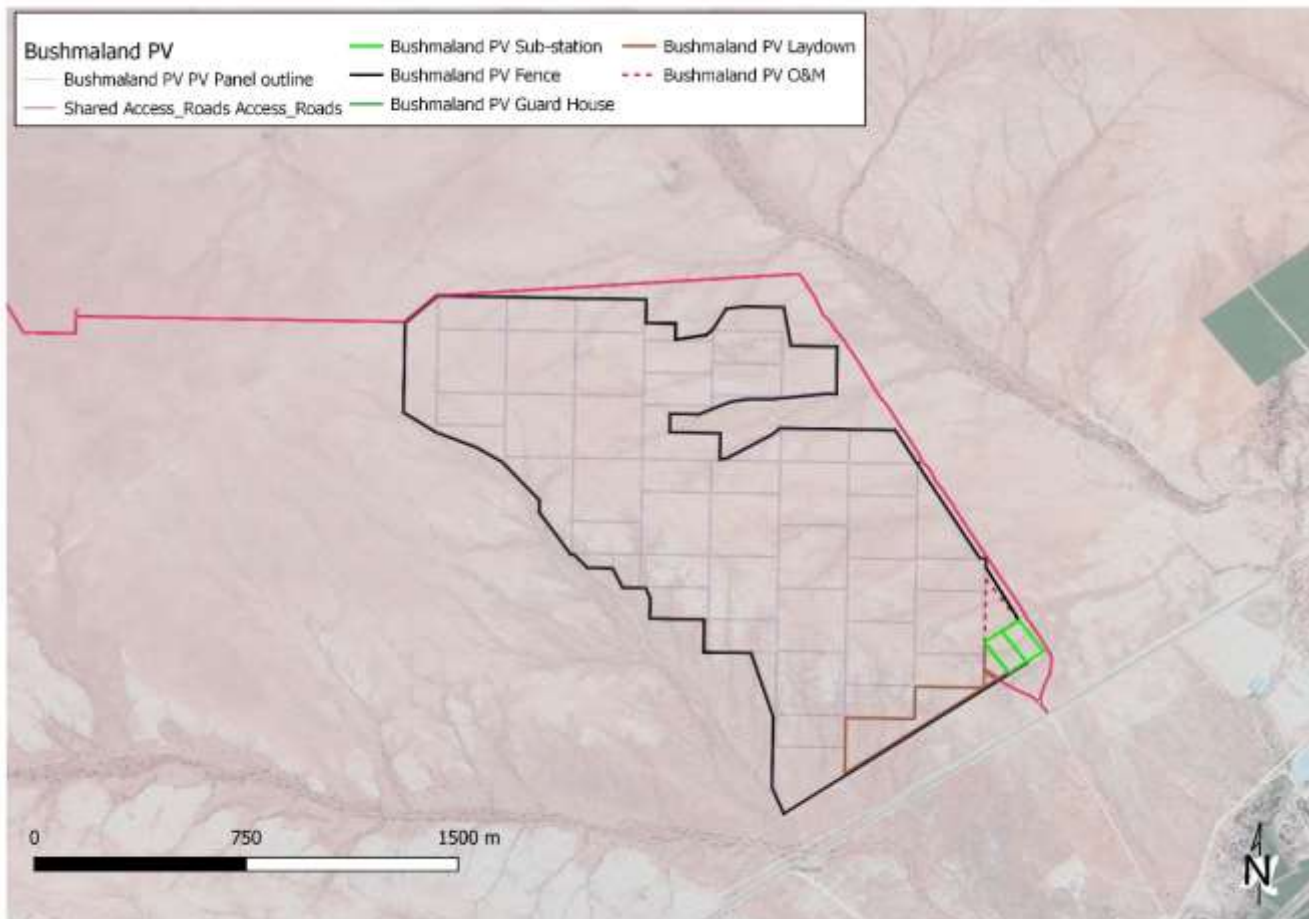 Bushmaland PV
Bushmaland PV PV Panel outline
Shared Access_Roads Access_Roads
Bushmaland PV Sub-station
Bushmaland PV Fence
Bushmaland PV Guard House
Bushmaland PV Laydown
Bushmaland PV O&M
0 750 1500 m
N